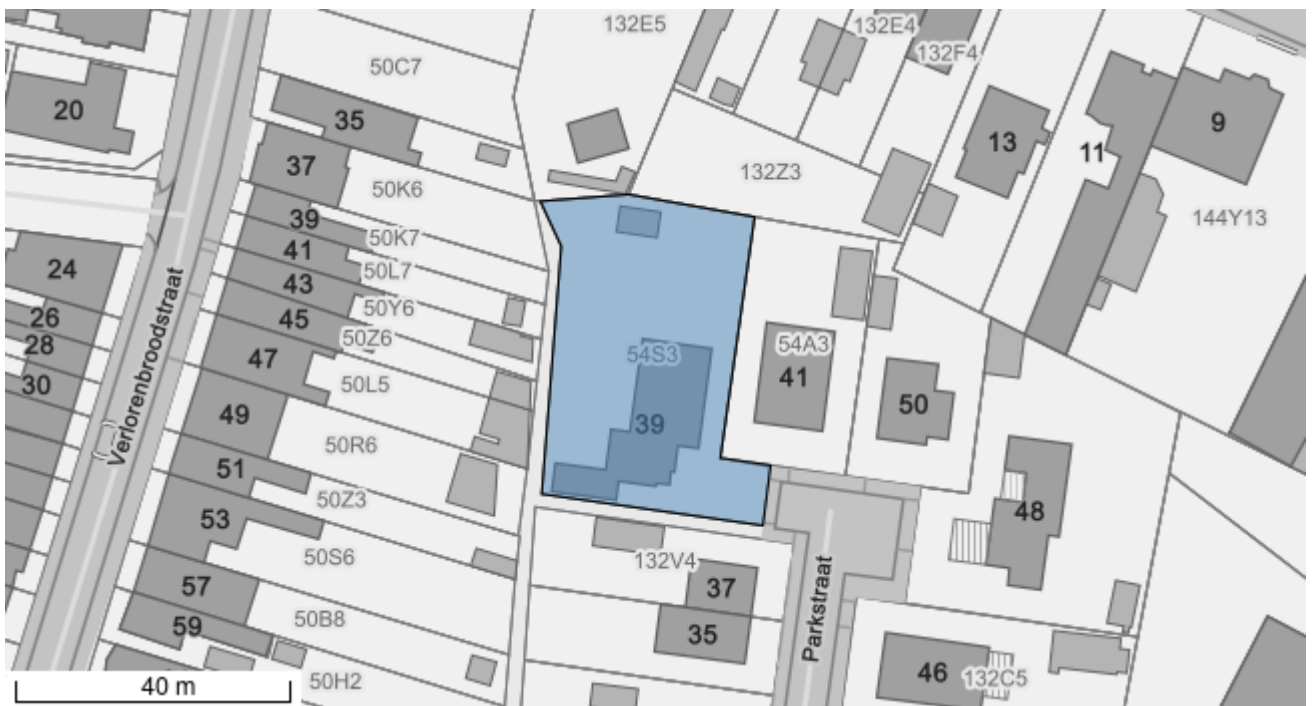 132E5
132E4
132F4
50C7
20
35
13
11
9
37
132Z3
50K6
144Y13
39
50K7
41
24
50L7
43
50Y6
26
45
50Z6
28
47
54S3
54A3
30
50L5
41
49
50
39
50R6
Verlorenbroodstraat
51
50Z3
48
53
50S6
132V4
57
37
59
50B8
35
Parkstraat
46
132C5
50H2
40 m